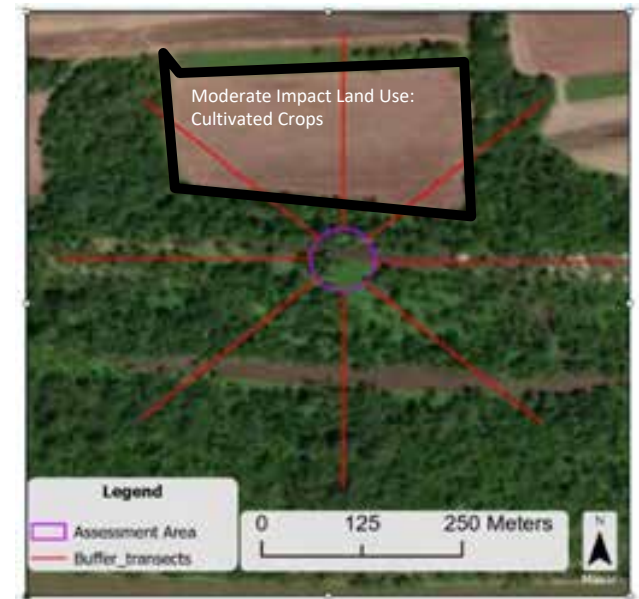 Moderate Impact Land Use:
Cultivated Crops
Legend
Assessment Area
Buffer_transects
0 125 250 Meters
N